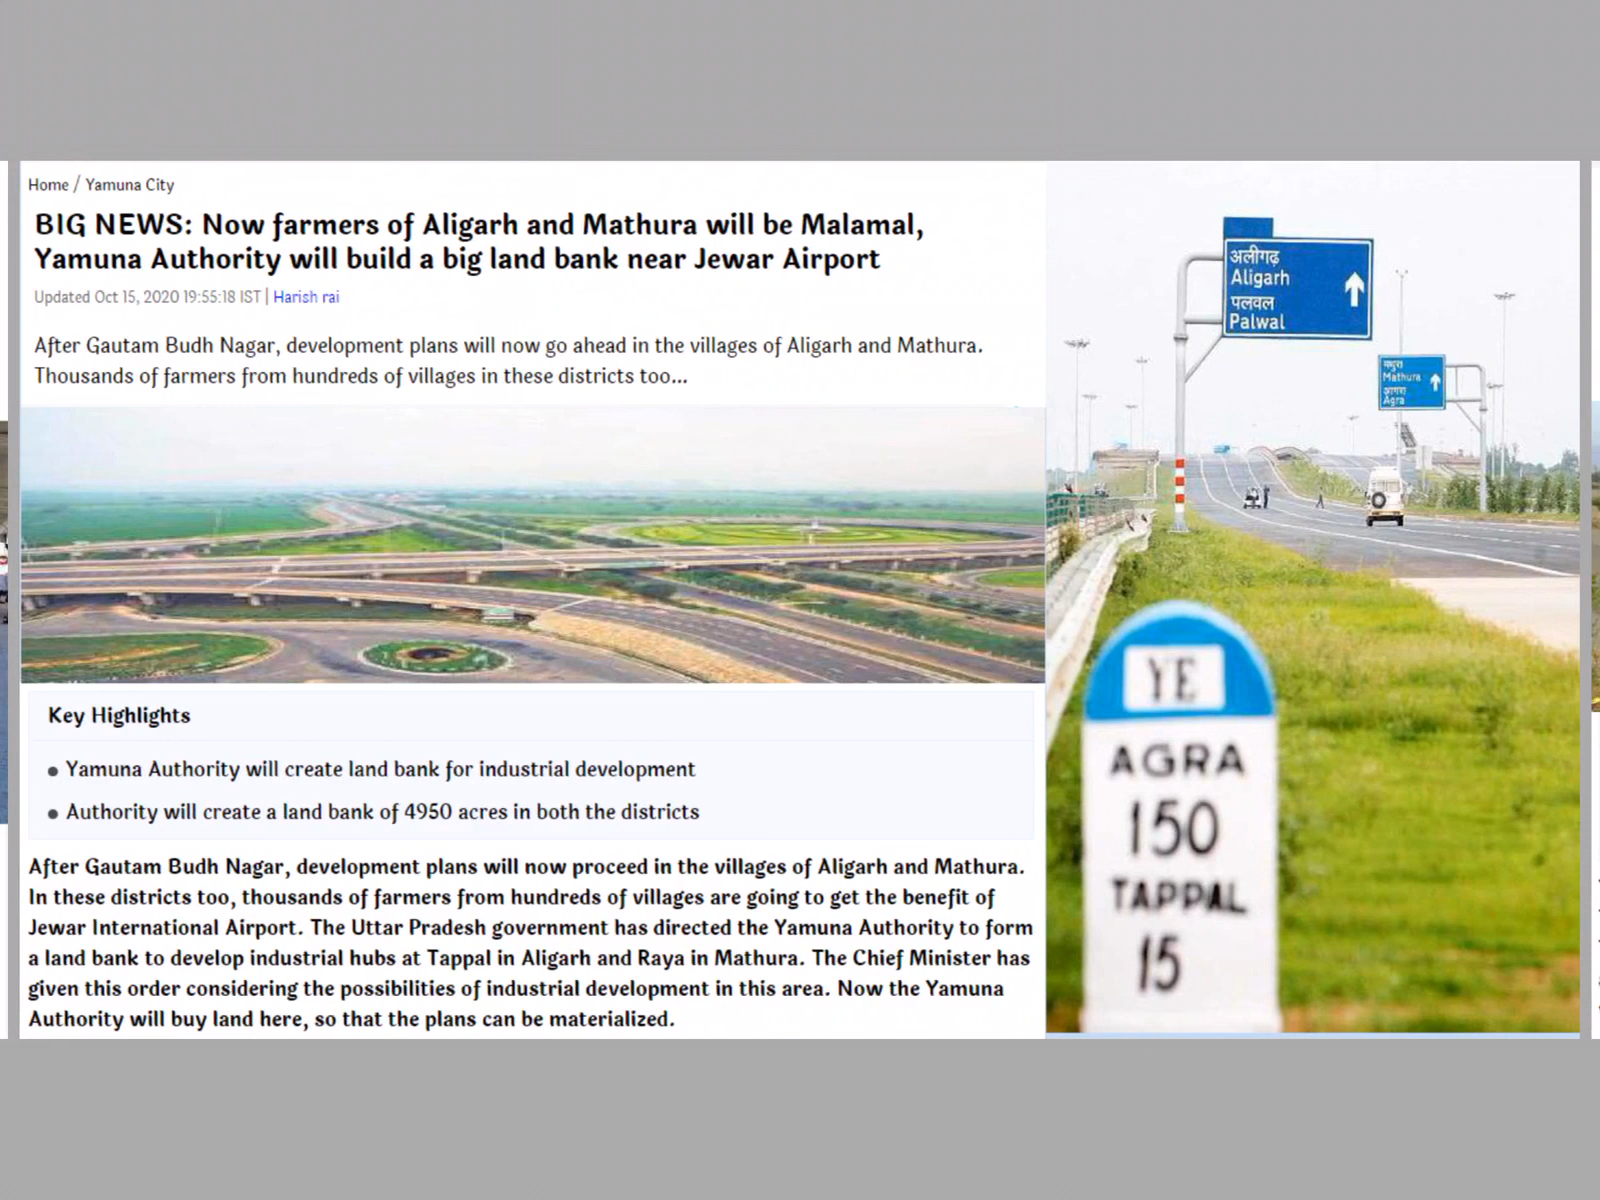 Home / Yamuna City
BIG NEWS: Now farmers of Aligarh and Mathura will be Malamal,
Yamuna Authority will build a big land bank near Jewar Airport
Updated Oct 15, 2020 19:55:18 IST | Harish rai
After Gautam Budh Nagar, development plans will now go ahead in the villages of Aligarh and Mathura.
Thousands of farmers from hundreds of villages in these districts too...
Key Highlights
● Yamuna Authority will create land bank for industrial development
● Authority will create a land bank of 4950 acres in both the districts
After Gautam Budh Nagar, development plans will now proceed in the villages of Aligarh and Mathura.
In these districts too, thousands of farmers from hundreds of villages are going to get the benefit of
Jewar International Airport. The Uttar Pradesh government has directed the Yamuna Authority to form
a land bank to develop industrial hubs at Tappal in Aligarh and Raya in Mathura. The Chief Minister has
given this order considering the possibilities of industrial development in this area. Now the Yamuna
Authority will buy land here, so that the plans can be materialized.
अलीगढ़
Aligarh
पलवल
Palwal
मथुरा
Mathura
आगरा
Agra
YE
AGRA
150
TAPPAL
15